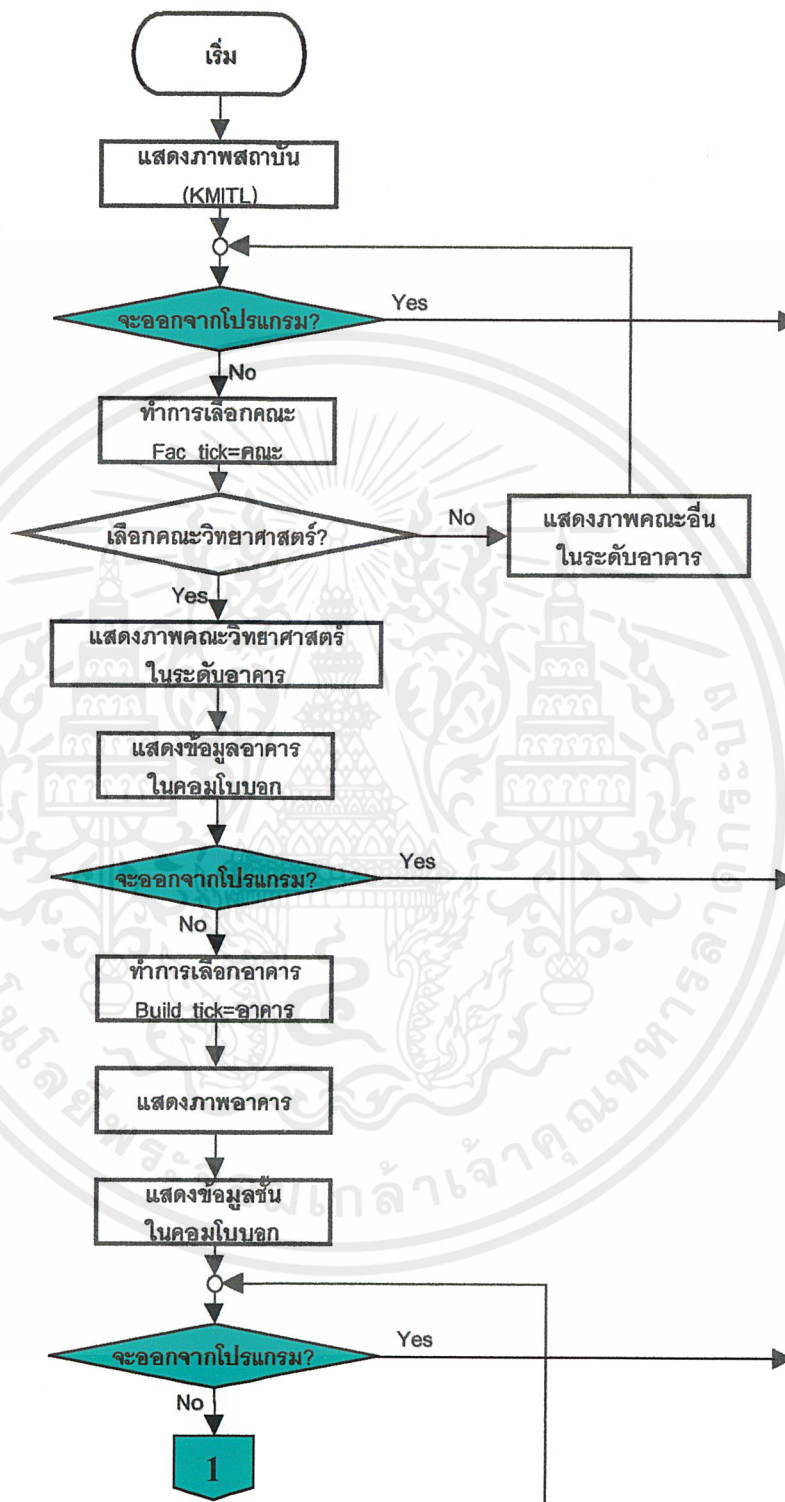 เริ่ม
แสดงภาพสถาบัน
(KMITL)
จะออกจากโปรแกรม?
Yes
No
ทำการเลือกคณะ
Fac_tick=คณะ
เลือกคณะวิทยาศาสตร์?
No
แสดงภาพคณะอื่น
ในระดับอาคาร
Yes
แสดงภาพคณะวิทยาศาสตร์
ในระดับอาคาร
แสดงข้อมูลอาคาร
ในคอมโบบอก
จะออกจากโปรแกรม?
Yes
No
ทำการเลือกอาคาร
Build_tick=อาคาร
แสดงภาพอาคาร
แสดงข้อมูลชั้น
ในคอมโบบอก
จะออกจากโปรแกรม?
Yes
No
1